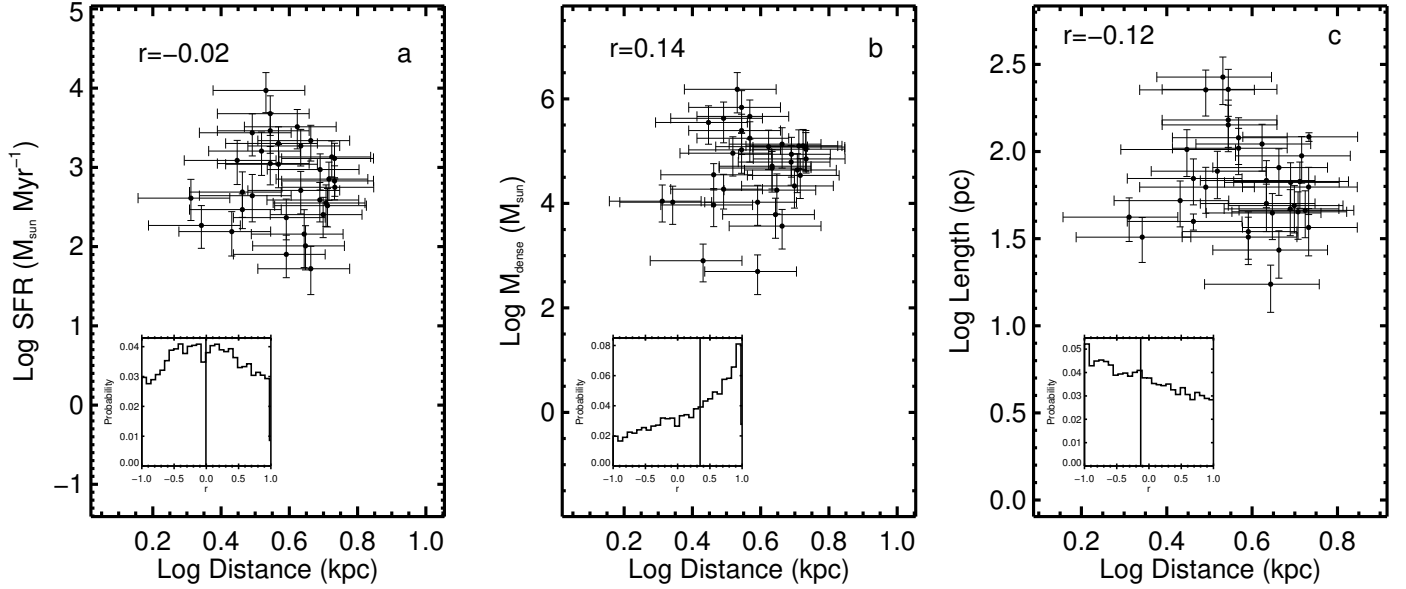 r=−0.02
a
Log SFR (M_sun Myr^−1)
5
4
3
2
1
0
−1
0.2 0.4 0.6 0.8 1.0
Log Distance (kpc)
Probability
0.04
0.03
0.02
0.01
0.00
−1.0 −0.5 0.0 0.5 1.0
r
r=0.14
b
Log M_dense (M_sun)
6
4
2
0
0.2 0.4 0.6 0.8 1.0
Log Distance (kpc)
Probability
0.08
0.06
0.04
0.02
0.00
−1.0 −0.5 0.0 0.5 1.0
r
r=−0.12
c
Log Length (pc)
2.5
2.0
1.5
1.0
0.5
0.0
0.2 0.4 0.6 0.8
Log Distance (kpc)
Probability
0.05
0.04
0.03
0.02
0.01
0.00
−1.0 −0.5 0.0 0.5 1.0
r